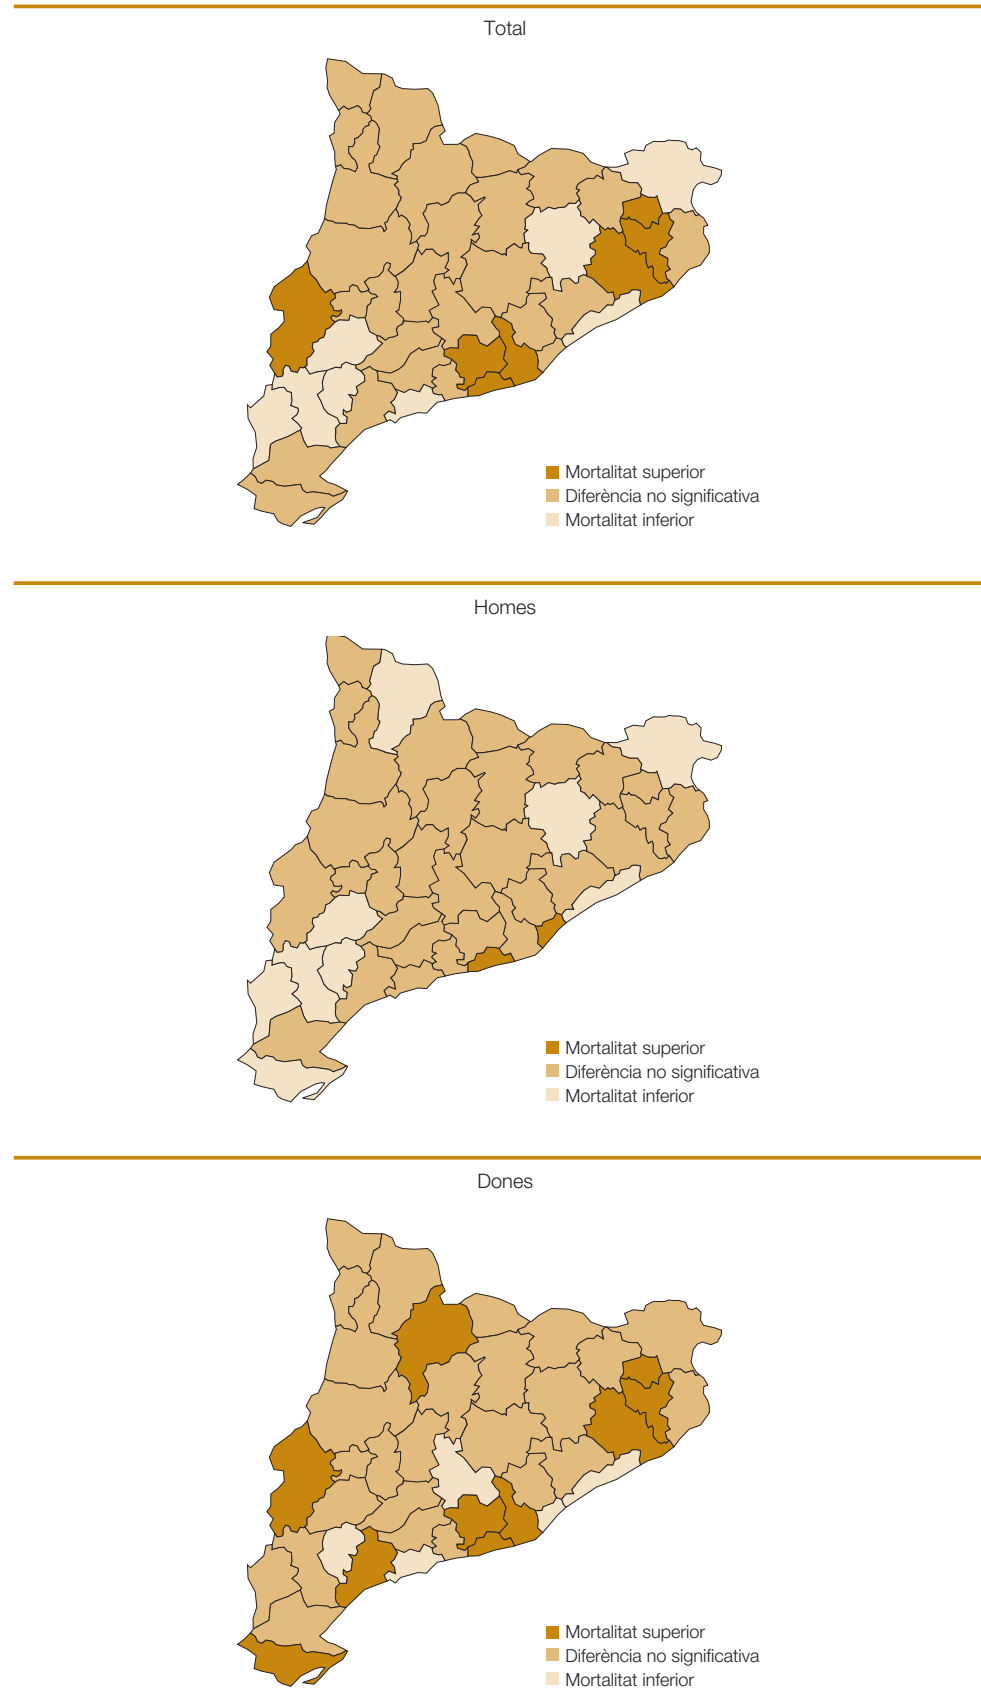 Total
Mortalitat superior
Diferència no significativa
Mortalitat inferior
Homes
Mortalitat superior
Diferència no significativa
Mortalitat inferior
Dones
Mortalitat superior
Diferència no significativa
Mortalitat inferior